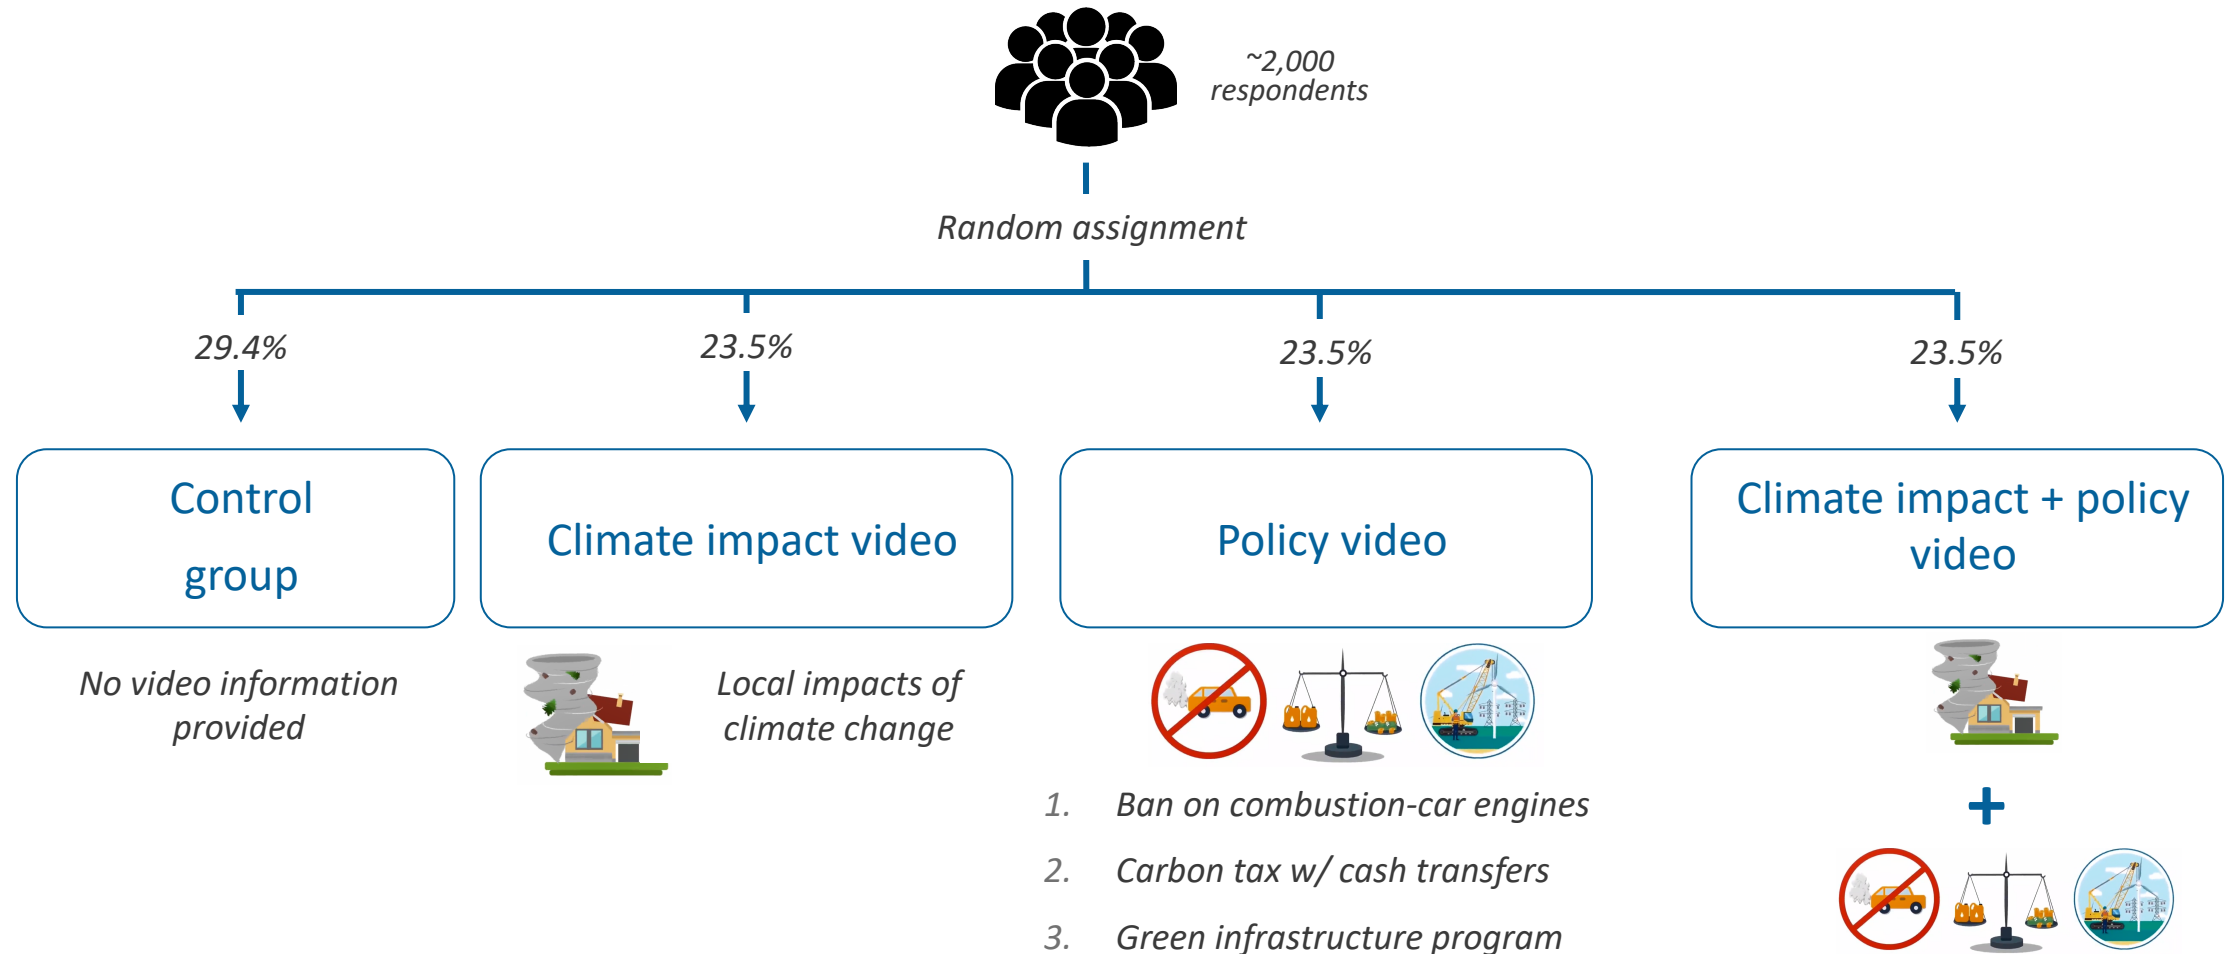 ~2,000
respondents
Random assignment
29.4%
23.5%
23.5%
23.5%
Control
group
Climate impact video
Policy video
Climate impact + policy
video
No video information
provided
Local impacts of
climate change
1. Ban on combustion-car engines
2. Carbon tax w/ cash transfers
3. Green infrastructure program
+